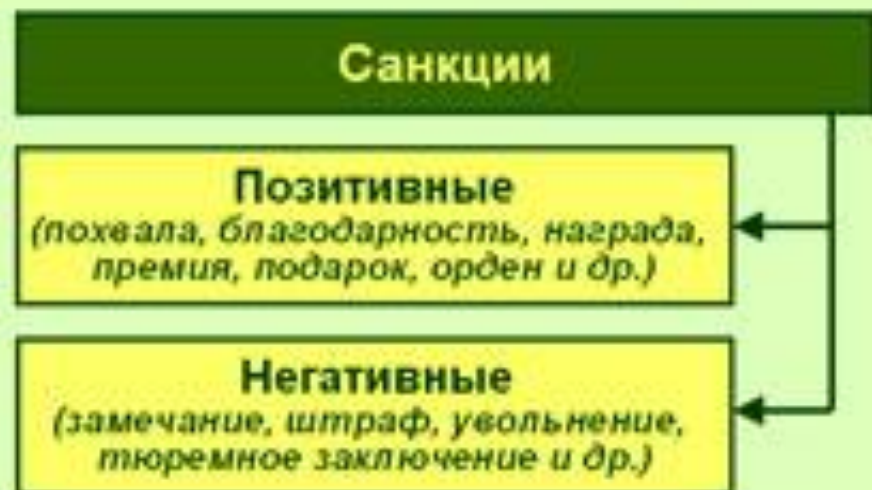 Санкции
Позитивные
(похвала, благодарность, награда,
премия, подарок, орден и др.)
Негативные
(замечание, штраф, увольнение,
тюремное заключение и др.)